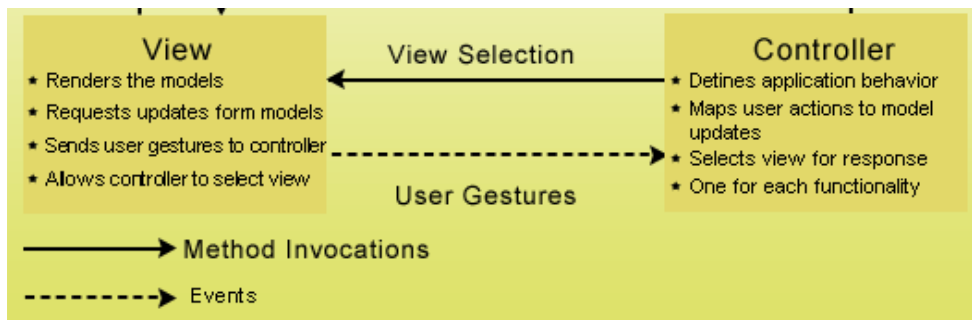 View
★ Renders the models
★ Requests updates form models
★ Sends user gestures to controller
★ Allows controller to select view
View Selection
User Gestures
Controller
★ Detines application behavior
★ Maps user actions to model
updates
★ Selects view for response
★ One for each functionality
Method Invocations
Events